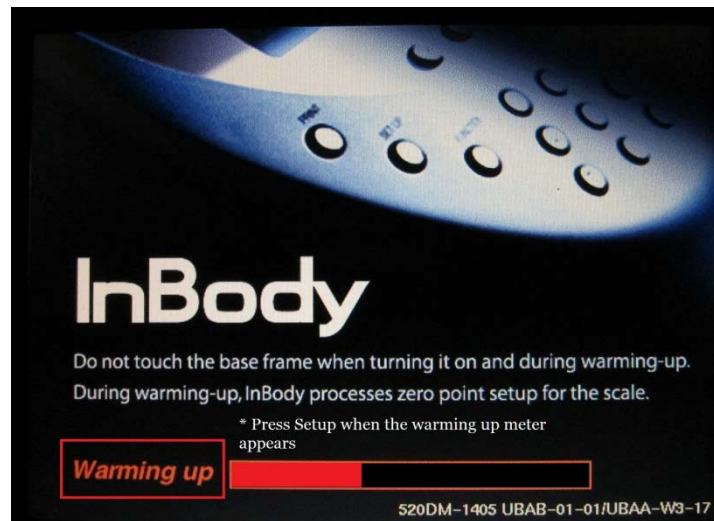 PRINT
SETUP
InBody
Do not touch the base frame when turning it on and during warming-up.
During warming-up, InBody processes zero point setup for the scale.
* Press Setup when the warming up meter
appears
Warming up
520DM-1405 UBAB-01-01/UBAA-W3-17